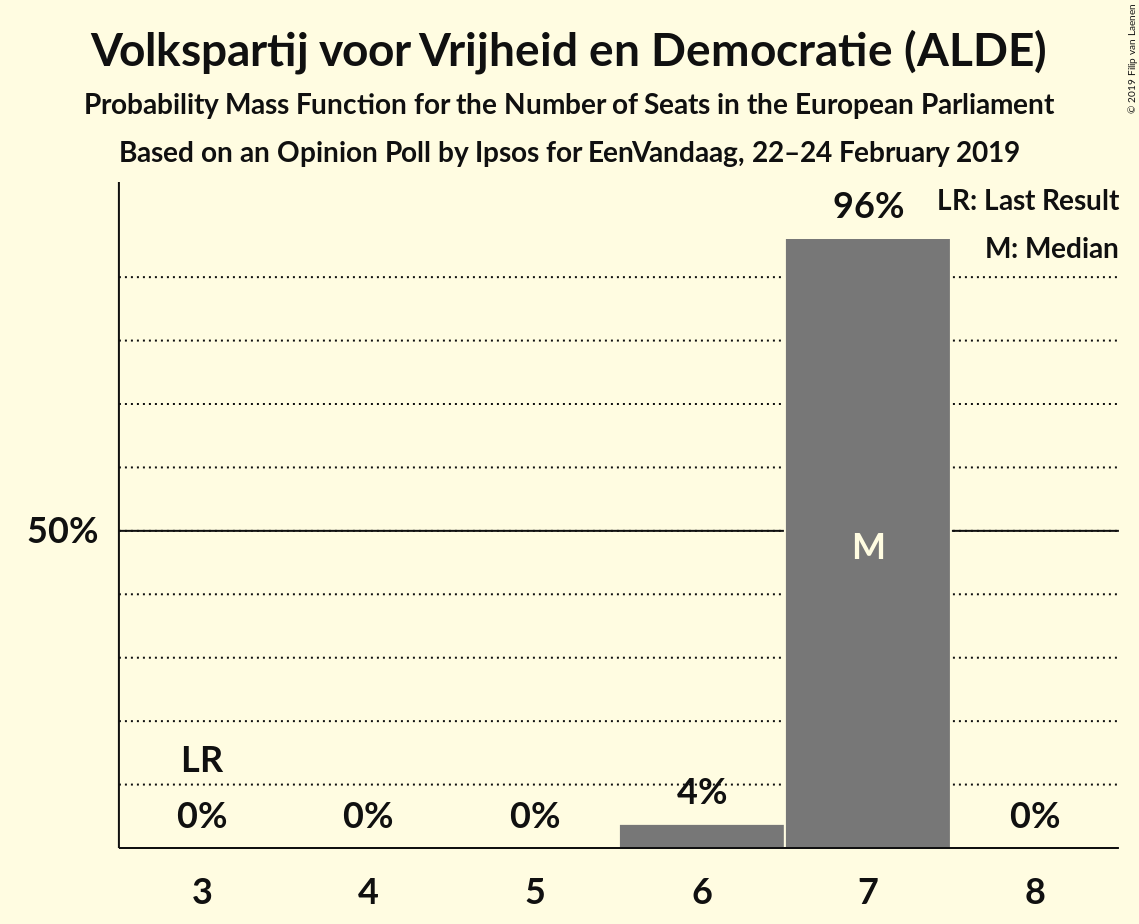 Volkspartij voor Vrijheid en Democratie (ALDE)
Probability Mass Function for the Number of Seats in the European Parliament
Based on an Opinion Poll by Ipsos for EenVandaag, 22–24 February 2019
© 2019 Filip van Laenen
LR: Last Result
M: Median
96%
50%
M
LR
0%
0%
0%
4%
0%
3
4
5
6
7
8